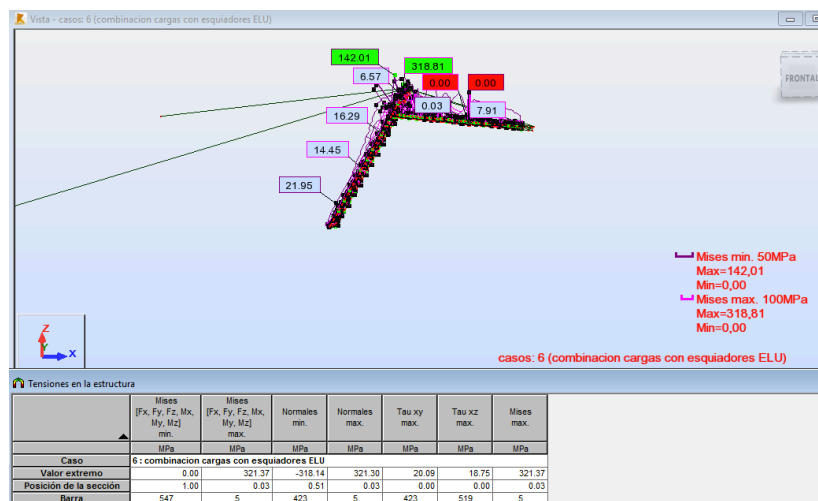 Vista - casos: 6 (combinacion cargas con esquiadores ELU)
142.01
318.81
FRONTAL
6.57
0.00
0.00
0.03
7.91
16.29
14.45
21.95
Mises min. 50MPa
Max=142,01
Min=0,00
Mises max. 100MPa
Max=318,81
Min=0,00
Z
Y
X
casos: 6 (combinacion cargas con esquiadores ELU)
Tensiones en la estructura
Mises [Fx, Fy, Fz, Mx, My, Mz] min. Mises [Fx, Fy, Fz, Mx, My, Mz] max. Normales min. Normales max. Tau xy max. Tau xz max. Mises max.
MPa MPa MPa MPa MPa MPa MPa
Caso 6 : combinacion cargas con esquiadores ELU
Valor extremo 0.00 321.37 -318.14 321.30 20.09 18.75 321.37
Posición de la sección 1.00 0.03 0.51 0.03 0.00 0.00 0.03
Barra 547 5 423 5 423 519 5